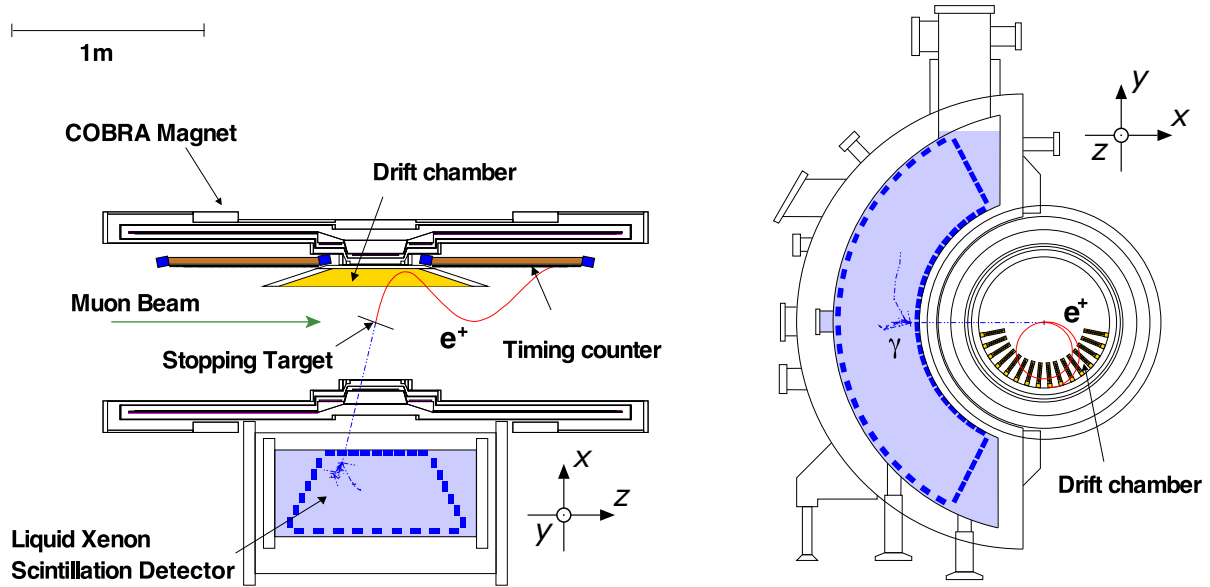 1m
COBRA Magnet
Drift chamber
Muon Beam
Stopping Target
e+
Timing counter
Liquid Xenon
Scintillation Detector
x
z
y
y
x
z
e+
γ
Drift chamber